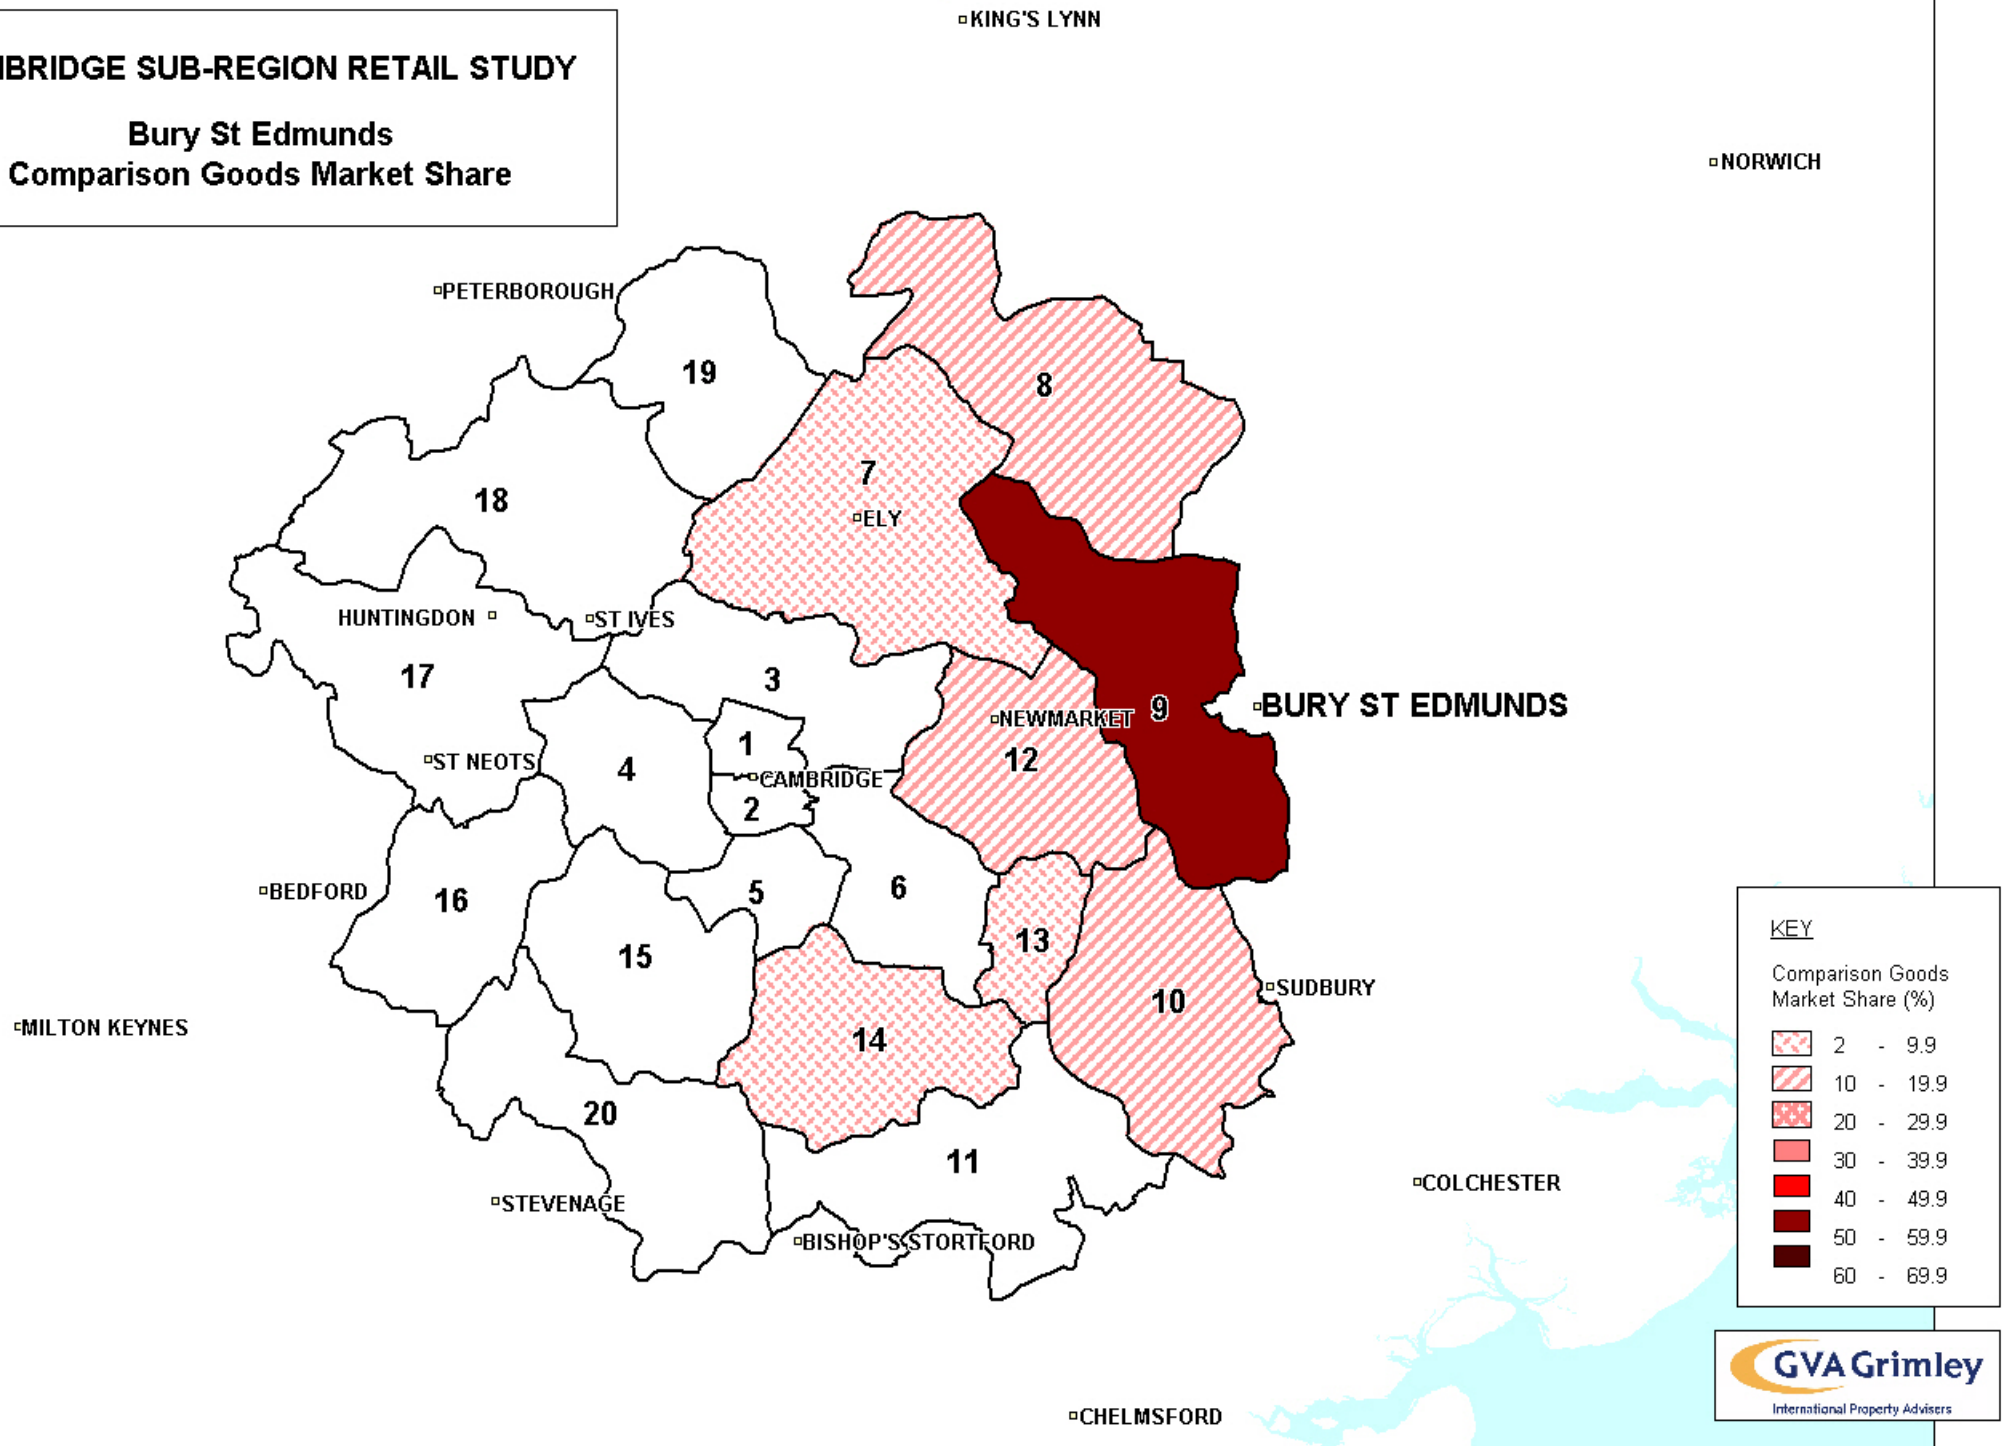 KING'S LYNN
MBRIDGE SUB-REGION RETAIL STUDY
Bury St Edmunds
Comparison Goods Market Share
NORWICH
PETERBOROUGH
19
8
7
18
ELY
HUNTINGDON
ST IVES
17
3
9
BURY ST EDMUNDS
NEWMARKET
1
12
ST NEOTS
4
CAMBRIDGE
2
BEDFORD
16
5
6
13
15
SUDBURY
10
MILTON KEYNES
14
20
11
STEVENAGE
COLCHESTER
BISHOP'S STORTFORD
CHELMSFORD
KEY
Comparison Goods
Market Share (%)
2 - 9.9
10 - 19.9
20 - 29.9
30 - 39.9
40 - 49.9
50 - 59.9
60 - 69.9
GVA Grimley
International Property Advisers